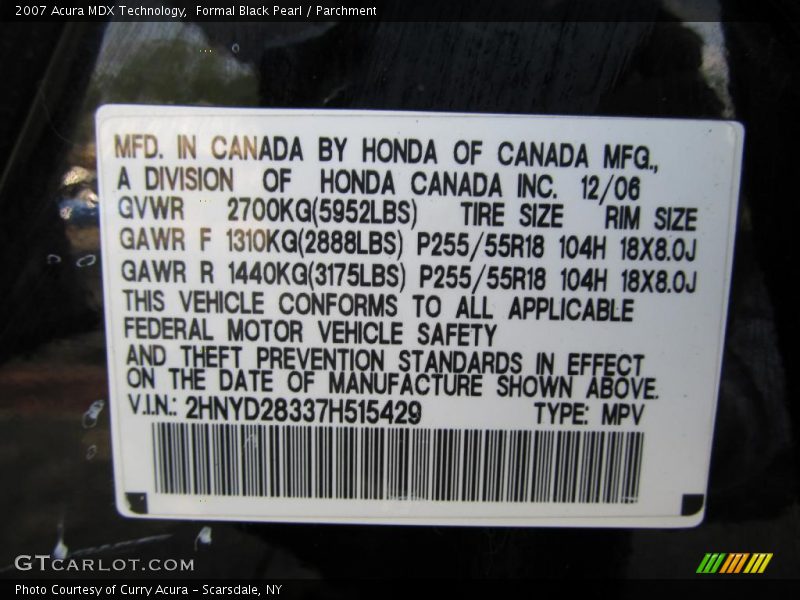 2007 Acura MDX Technology,  Formal Black Pearl / Parchment
MFD. IN CANADA BY HONDA OF CANADA MFG.,
A DIVISION OF HONDA CANADA INC. 12/06
GVWR 2700KG(5952LBS) TIRE SIZE RIM SIZE
GAWR F 1310KG(2888LBS) P255/55R18 104H 18X8.0J
GAWR R 1440KG(3175LBS) P255/55R18 104H 18X8.0J
THIS VEHICLE CONFORMS TO ALL APPLICABLE
FEDERAL MOTOR VEHICLE SAFETY
AND THEFT PREVENTION STANDARDS IN EFFECT
ON THE DATE OF MANUFACTURE SHOWN ABOVE.
V.I.N.: 2HNYD28337H515429 TYPE: MPV
GTCARLOT.COM
Photo Courtesy of Curry Acura - Scarsdale, NY